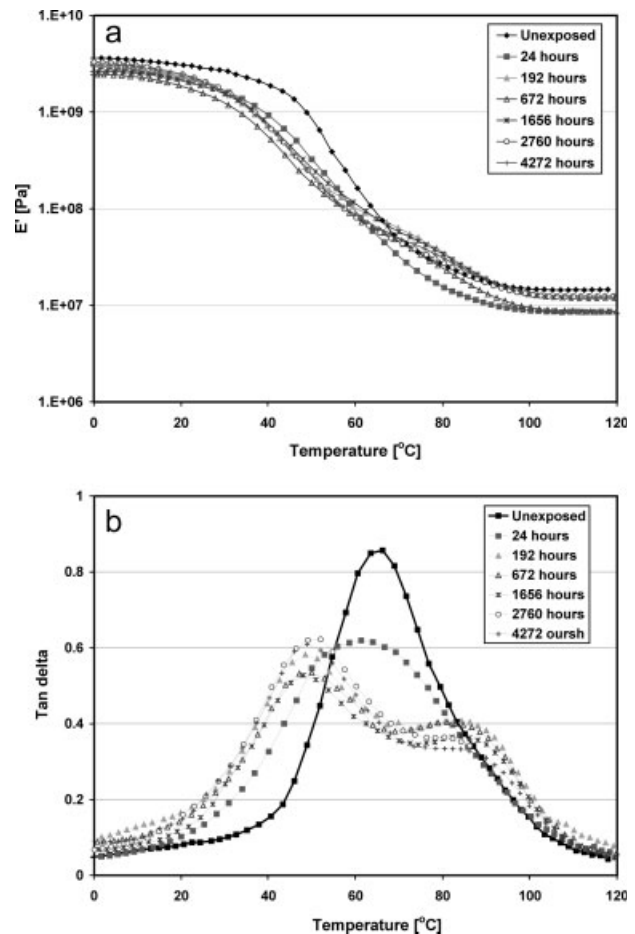 a
1.E+10
1.E+09
1.E+08
1.E+07
1.E+06
E' [Pa]
0 20 40 60 80 100 120
Temperature [°C]
Unexposed
24 hours
192 hours
672 hours
1656 hours
2760 hours
4272 hours
b
1
0.8
0.6
0.4
0.2
0
Tan delta
0 20 40 60 80 100 120
Temperature [°C]
Unexposed
24 hours
192 hours
672 hours
1656 hours
2760 hours
4272 oursh